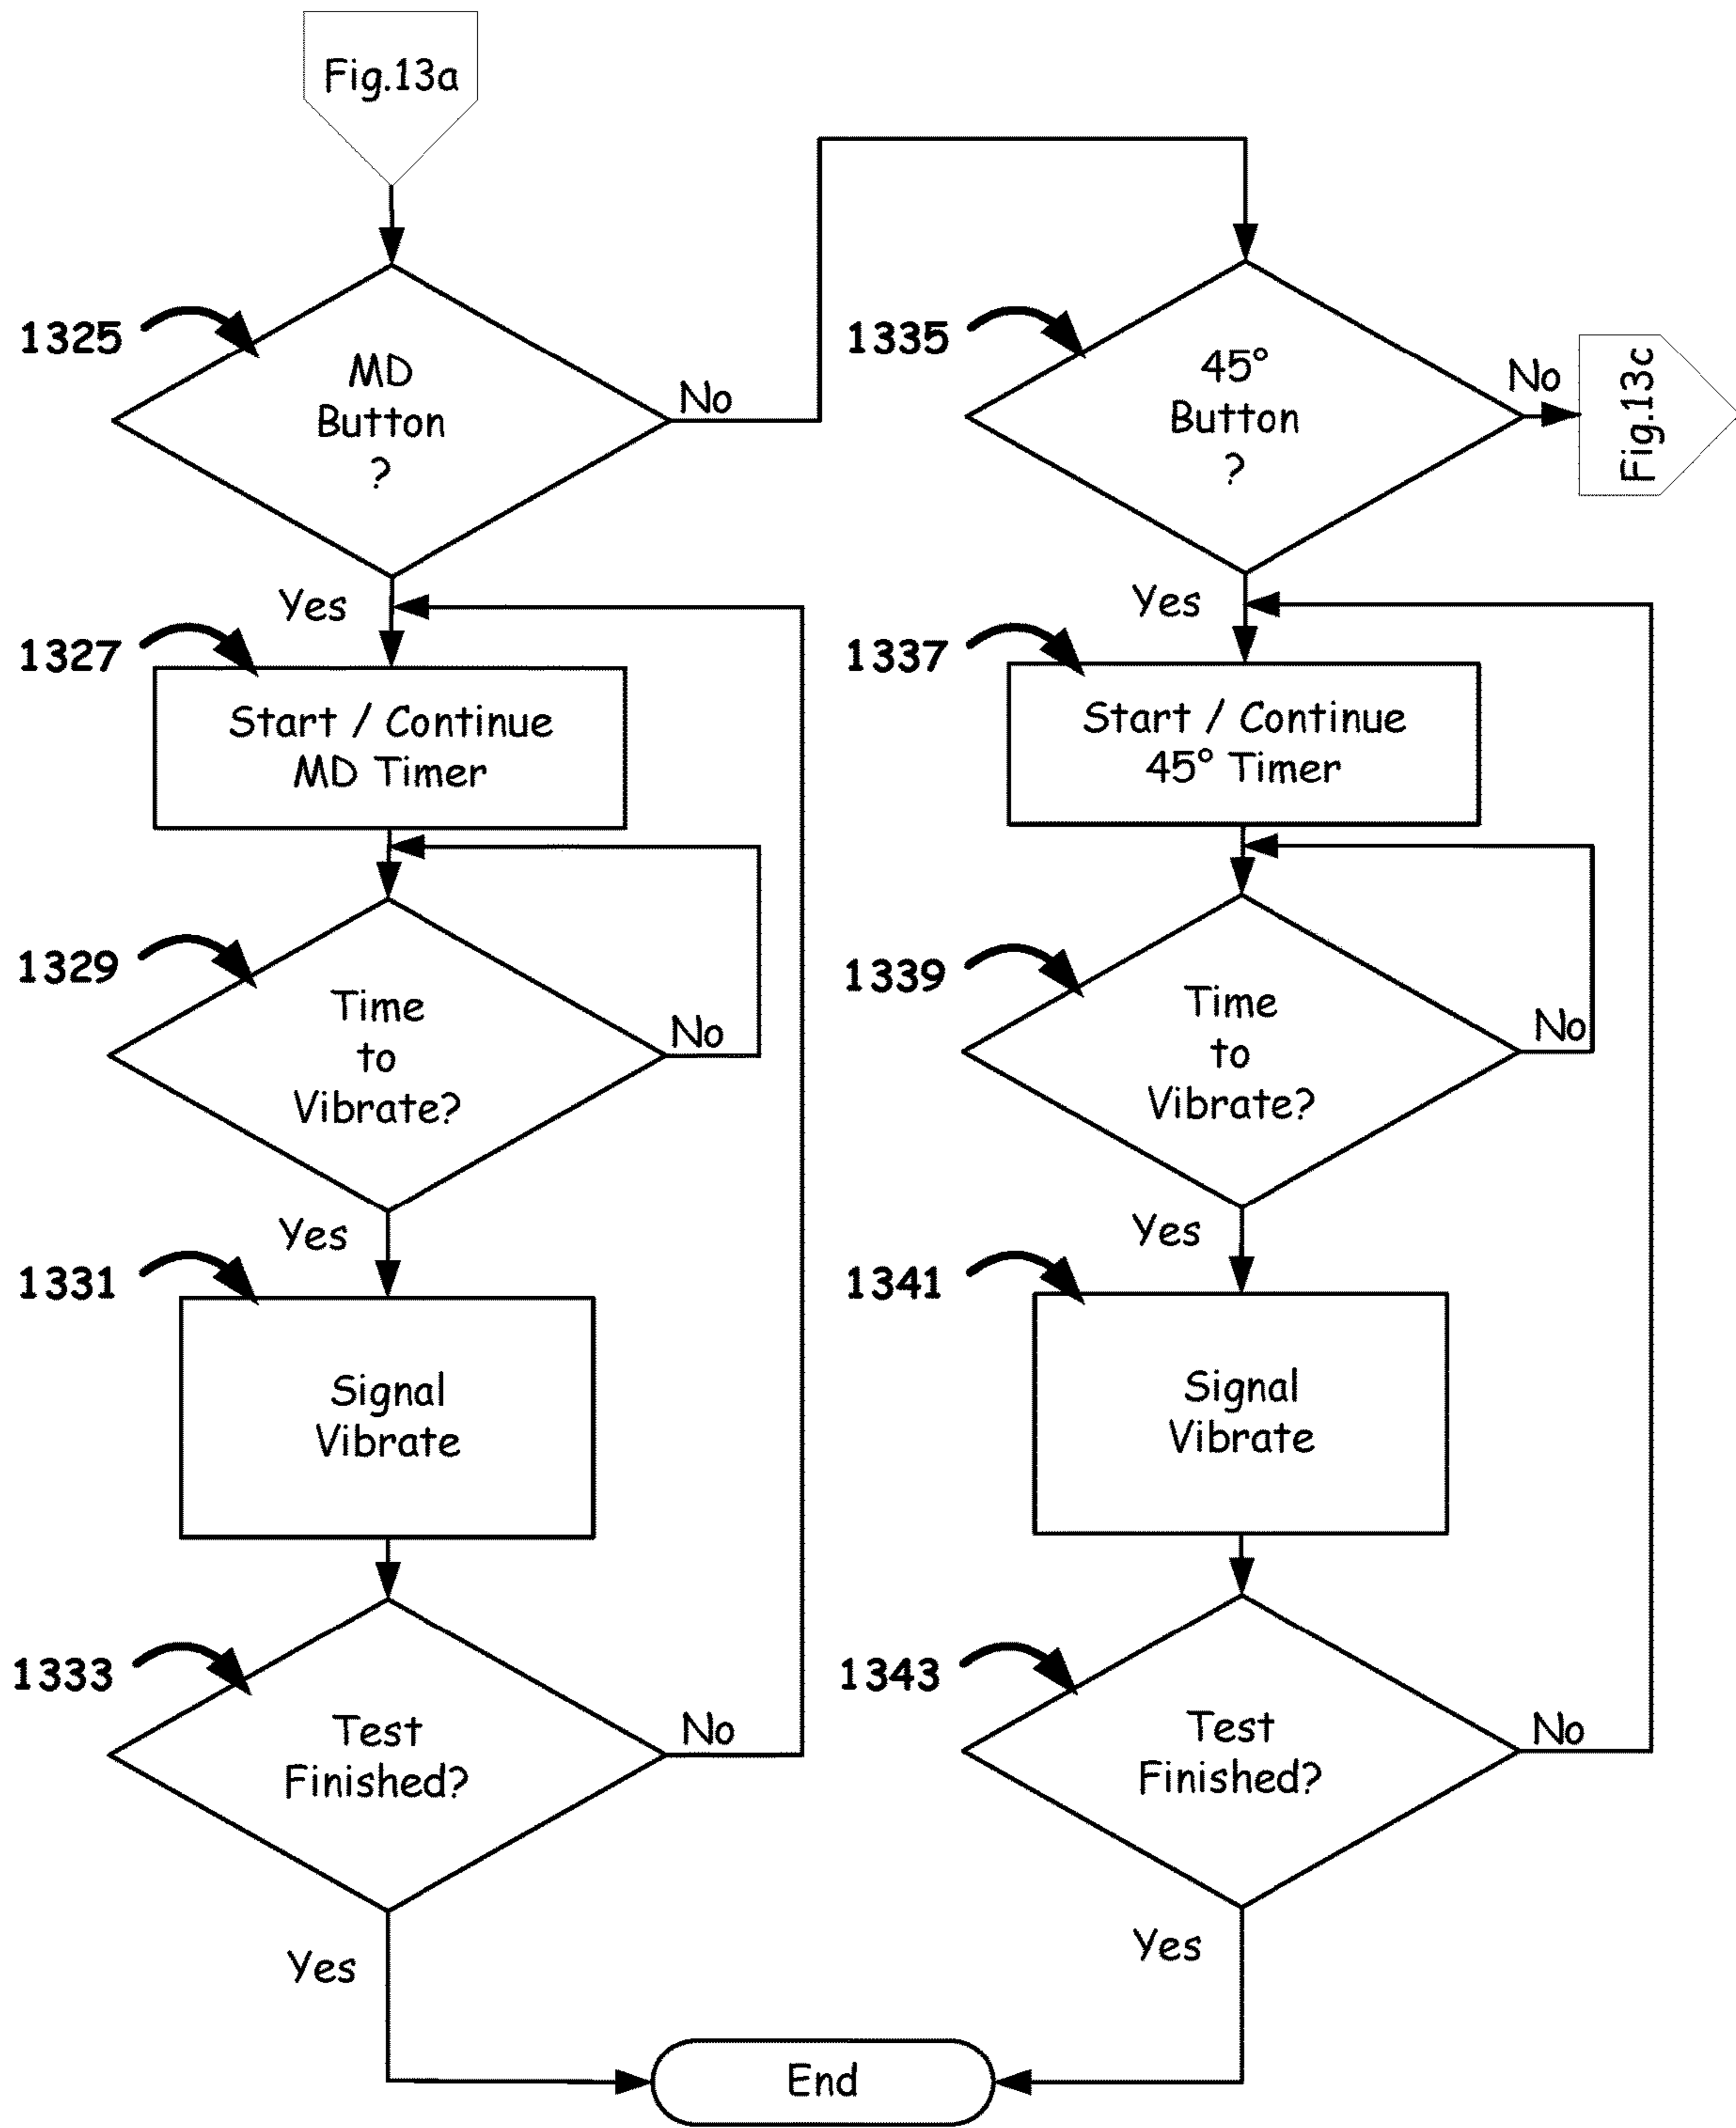 Fig.13a
1325
MD
Button
?
No
Yes
1327
Start / Continue
MD Timer
1329
Time
to
Vibrate?
No
Yes
1331
Signal
Vibrate
1333
Test
Finished?
No
Yes
1335
45°
Button
?
No
Fig.13c
Yes
1337
Start / Continue
45° Timer
1339
Time
to
Vibrate?
No
Yes
1341
Signal
Vibrate
1343
Test
Finished?
No
Yes
End